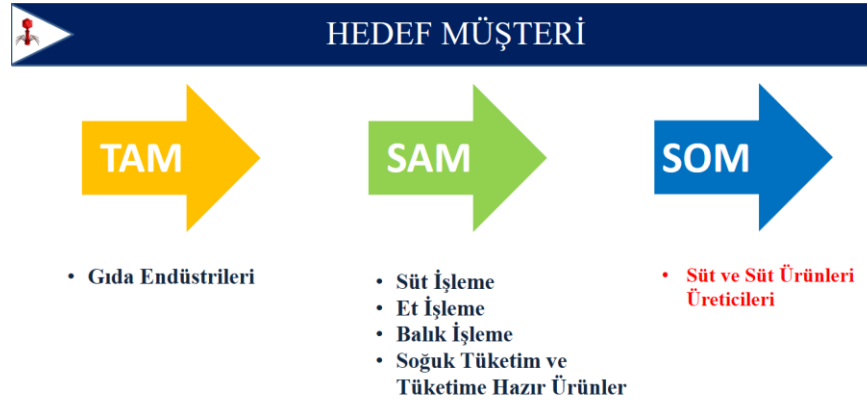 HEDEF MÜŞTERİ
TAM
• Gıda Endüstrileri
SAM
• Süt İşleme
• Et İşleme
• Balık İşleme
• Soğuk Tüketim ve
Tüketime Hazır Ürünler
SOM
• Süt ve Süt Ürünleri
Üreticileri